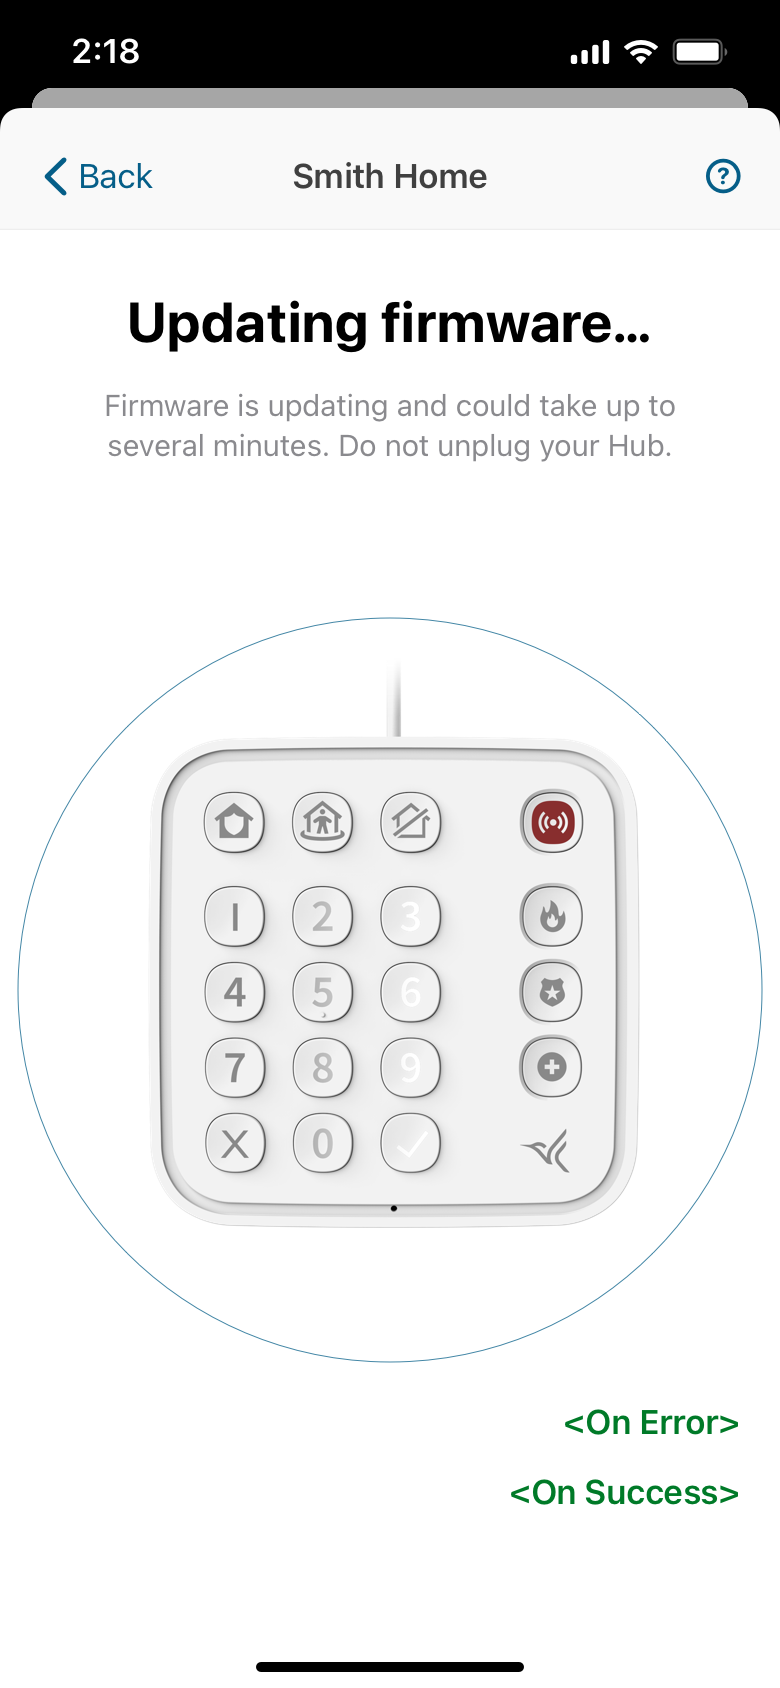 2:18
Back
Smith Home
?
Updating firmware...
Firmware is updating and could take up to
several minutes. Do not unplug your Hub.
1 2 3
4 5 6
7 8 9
X 0
<On Error>
<On Success>